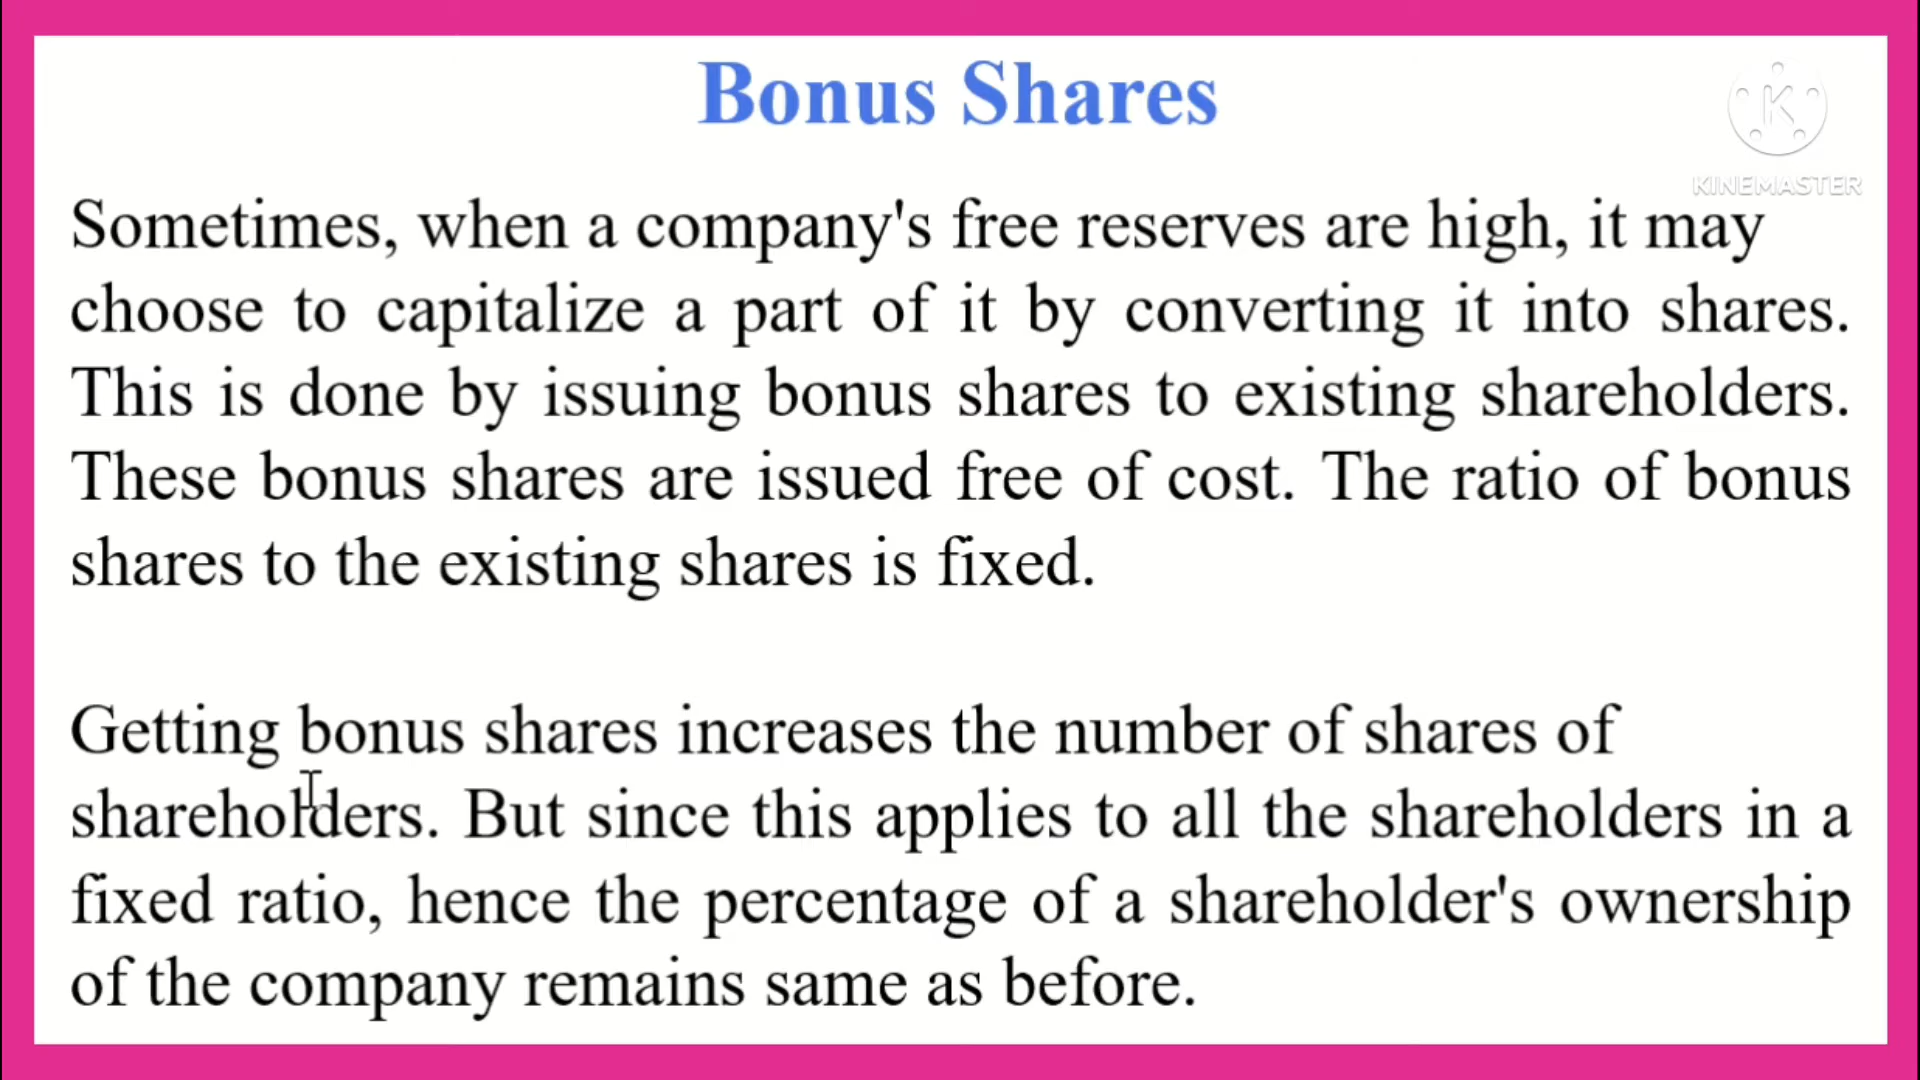 Bonus Shares
KINEMASTER
Sometimes, when a company's free reserves are high, it may
choose to capitalize a part of it by converting it into shares.
This is done by issuing bonus shares to existing shareholders.
These bonus shares are issued free of cost. The ratio of bonus
shares to the existing shares is fixed.
Getting bonus shares increases the number of shares of
shareholders. But since this applies to all the shareholders in a
fixed ratio, hence the percentage of a shareholder's ownership
of the company remains same as before.